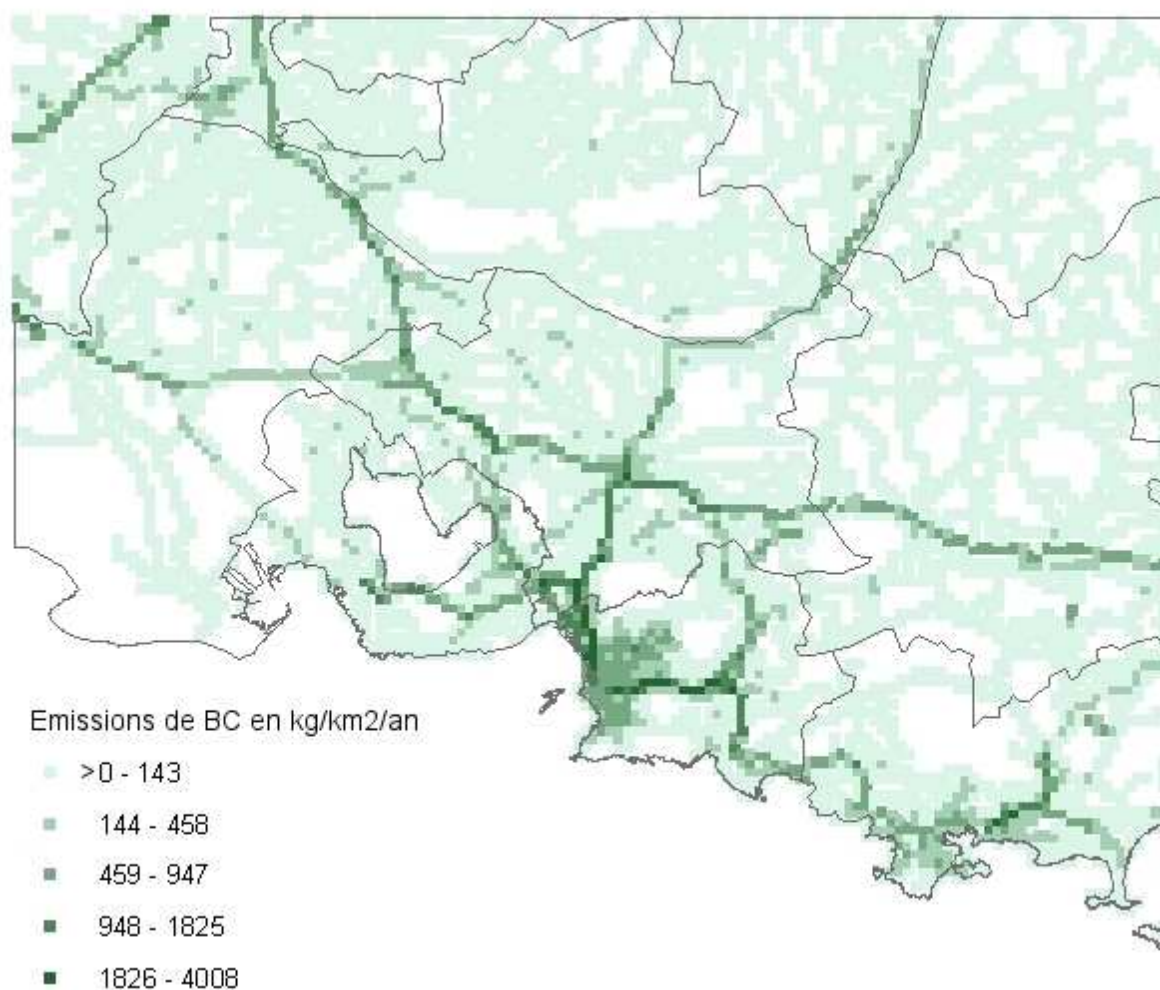 Emissions de BC en kg/km2/an
>0 - 143
144 - 458
459 - 947
948 - 1825
1826 - 4008